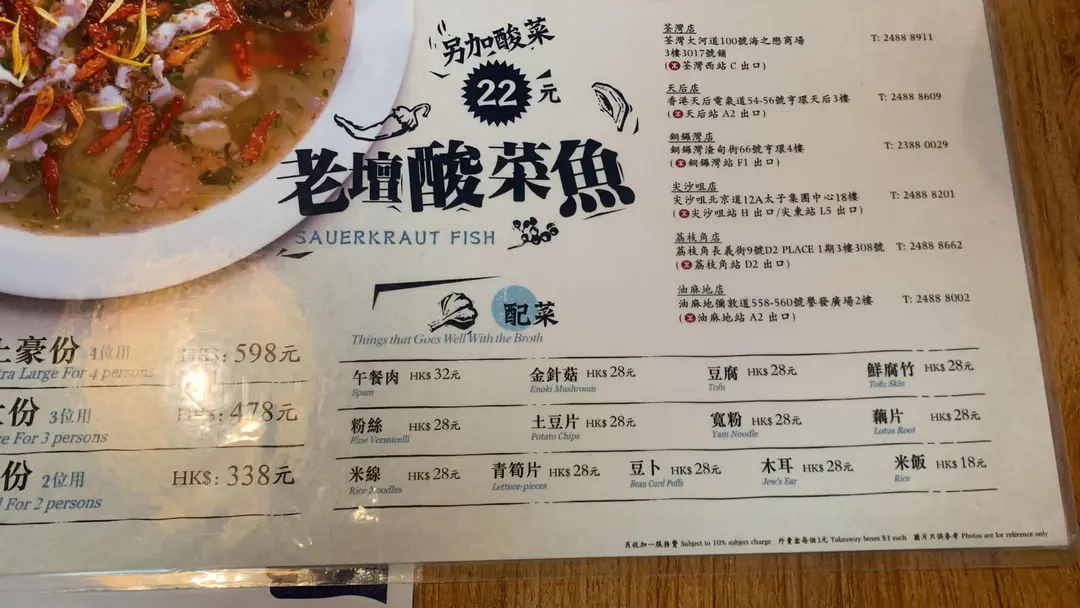 另加酸菜
22元
老壇酸菜魚
SAUERKRAUT FISH
配菜
Things that Goes Well With the Broth
荃灣店
荃灣大河道100號海之戀商場
3樓3017號舖
(荃灣西站 C 出口)
T: 2488 8911
天后店
香港天后電氣道54-56號亨環天后3樓
(天后站 A2 出口)
T: 2488 8609
銅鑼灣店
銅鑼灣渣甸街66號亨環4樓
(銅鑼灣站 F1 出口)
T: 2388 0029
尖沙咀店
尖沙咀北京道12A太子集團中心18樓
(尖沙咀站 H 出口/尖東站 L5 出口)
T: 2488 8201
荔枝角店
荔枝角長義街9號D2 PLACE 1期3樓308號
(荔枝角站 D2 出口)
T: 2488 8662
油麻地店
油麻地彌敦道558-560號譽發廣場2樓
(油麻地站 A2 出口)
T: 2488 8002
土豪份 4位用 HK$: 598元
tra Large For 4 persons
份 3位用 HK$: 478元
ge For 3 persons
份 2位用 HK$: 338元
For 2 persons
午餐肉 HK$ 32元 金針菇 HK$ 28元 豆腐 HK$ 28元 鮮腐竹 HK$ 28元
Spam Enoki Mushroom Tofu Tofu Skin
粉絲 HK$ 28元 土豆片 HK$ 28元 寬粉 HK$ 28元 藕片 HK$ 28元
Fine Vermicelli Potato Chips Yam Noodle Lotus Root
米線 HK$ 28元 青筍片 HK$ 28元 豆卜 HK$ 28元 木耳 HK$ 28元 米飯 HK$ 18元
Rice Noodles Lettuce-pieces Bean Curd Puffs Jew's Ear Rice
另收加一服務費 Subject to 10% subject charge 外賣盒每個1元 Takeaway boxes $1 each 圖片只供參考 Photos are for reference only